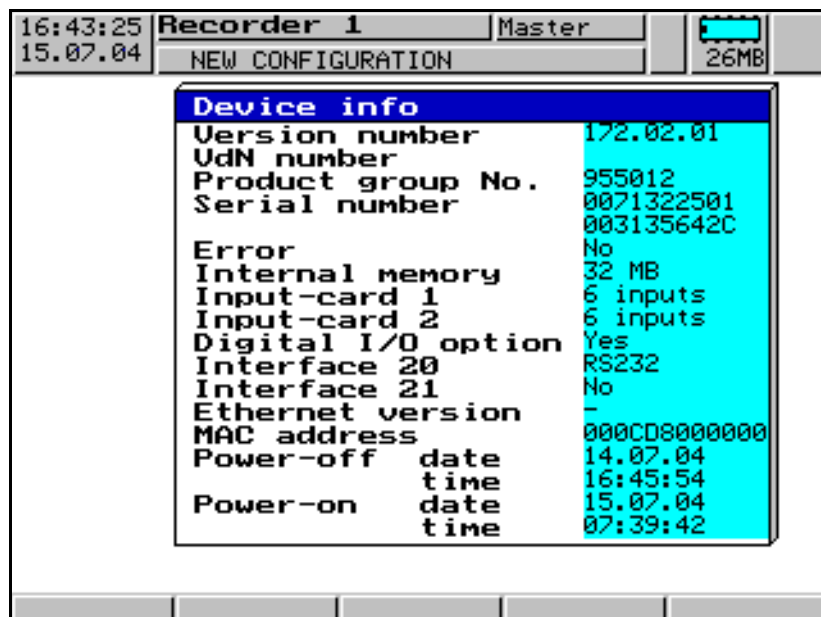 16:43:25 Recorder 1 Master
15.07.04 NEW CONFIGURATION 26MB
Device info
Version number 172.02.01
VdN number
Product group No. 955012
Serial number 0071322501
003135642C
Error No
Internal memory 32 MB
Input-card 1 6 inputs
Input-card 2 6 inputs
Digital I/O option Yes
Interface 20 RS232
Interface 21 No
Ethernet version -
MAC address 000CD8000000
Power-off date 14.07.04
time 16:45:54
Power-on date 15.07.04
time 07:39:42